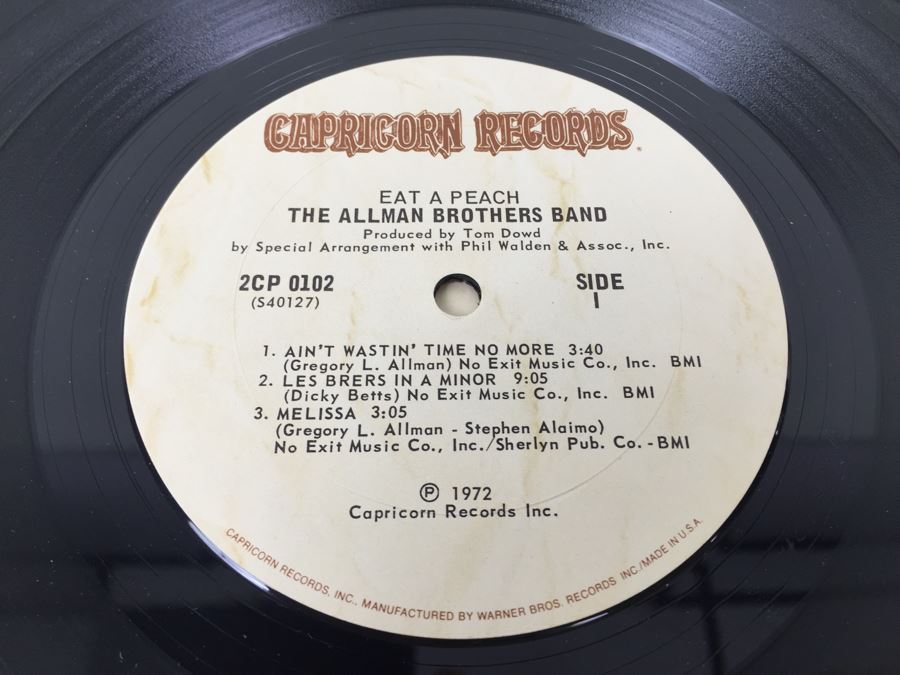 CAPRICORN RECORDS
EAT A PEACH
THE ALLMAN BROTHERS BAND
Produced by Tom Dowd
by Special Arrangement with Phil Walden & Assoc., Inc.
2CP 0102 SIDE
(S40127) I
1. AIN'T WASTIN' TIME NO MORE 3:40
(Gregory L. Allman) No Exit Music Co., Inc. BMI
2. LES BRERS IN A MINOR 9:05
(Dicky Betts) No Exit Music Co., Inc. BMI
3. MELISSA 3:05
(Gregory L. Allman - Stephen Alaimo)
No Exit Music Co., Inc./Sherlyn Pub. Co. - BMI
℗ 1972
Capricorn Records Inc.
CAPRICORN RECORDS, INC., MANUFACTURED BY WARNER BROS. RECORDS INC./MADE IN U.S.A.